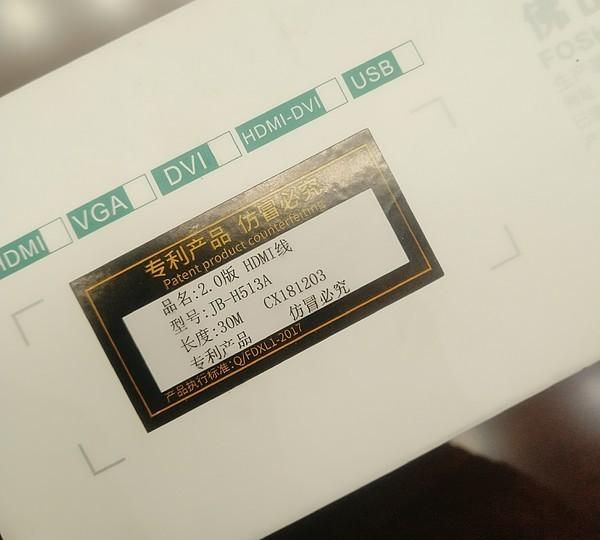 HDMI
VGA
DVI
HDMI-DVI
USB
专利产品 仿冒必究
Patent product counterfeiting
品名:2.0版 HDMI线
型号:JB-H513A
长度:30M CX181203
专利产品 仿冒必究
产品执行标准:Q/FDXL1-2017
FOSH